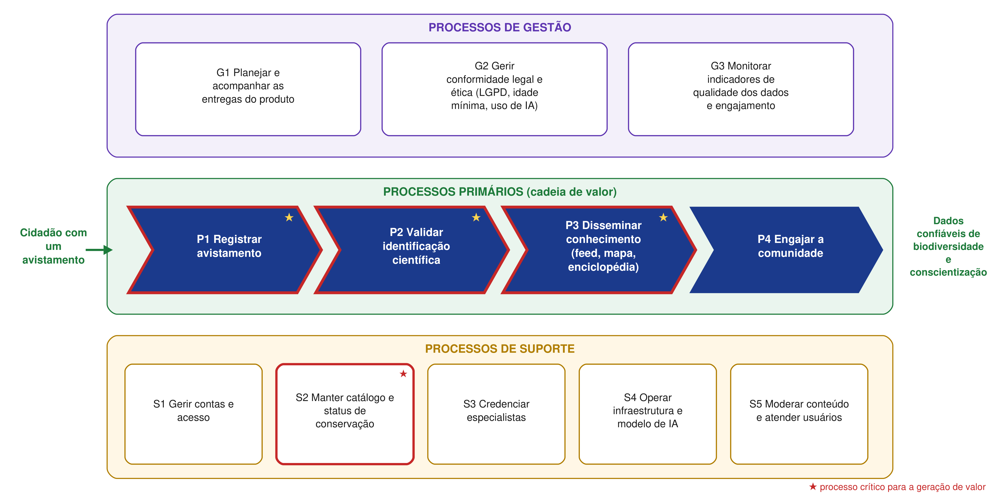 PROCESSOS DE GESTÃO
G1 Planejar e
acompanhar as
entregas do produto
G2 Gerir
conformidade legal e
ética (LGPD, idade
mínima, uso de IA)
G3 Monitorar
indicadores de
qualidade dos dados
e engajamento
PROCESSOS PRIMÁRIOS (cadeia de valor)
Cidadão com
um
avistamento
★
P1 Registrar
avistamento
★
P2 Validar
identificação
científica
★
P3 Disseminar
conhecimento
(feed, mapa,
enciclopédia)
P4 Engajar a
comunidade
Dados
confiáveis de
biodiversidade
e
conscientização
PROCESSOS DE SUPORTE
S1 Gerir contas e
acesso
★
S2 Manter catálogo e
status de
conservação
S3 Credenciar
especialistas
S4 Operar
infraestrutura e
modelo de IA
S5 Moderar conteúdo
e atender usuários
★ processo crítico para a geração de valor